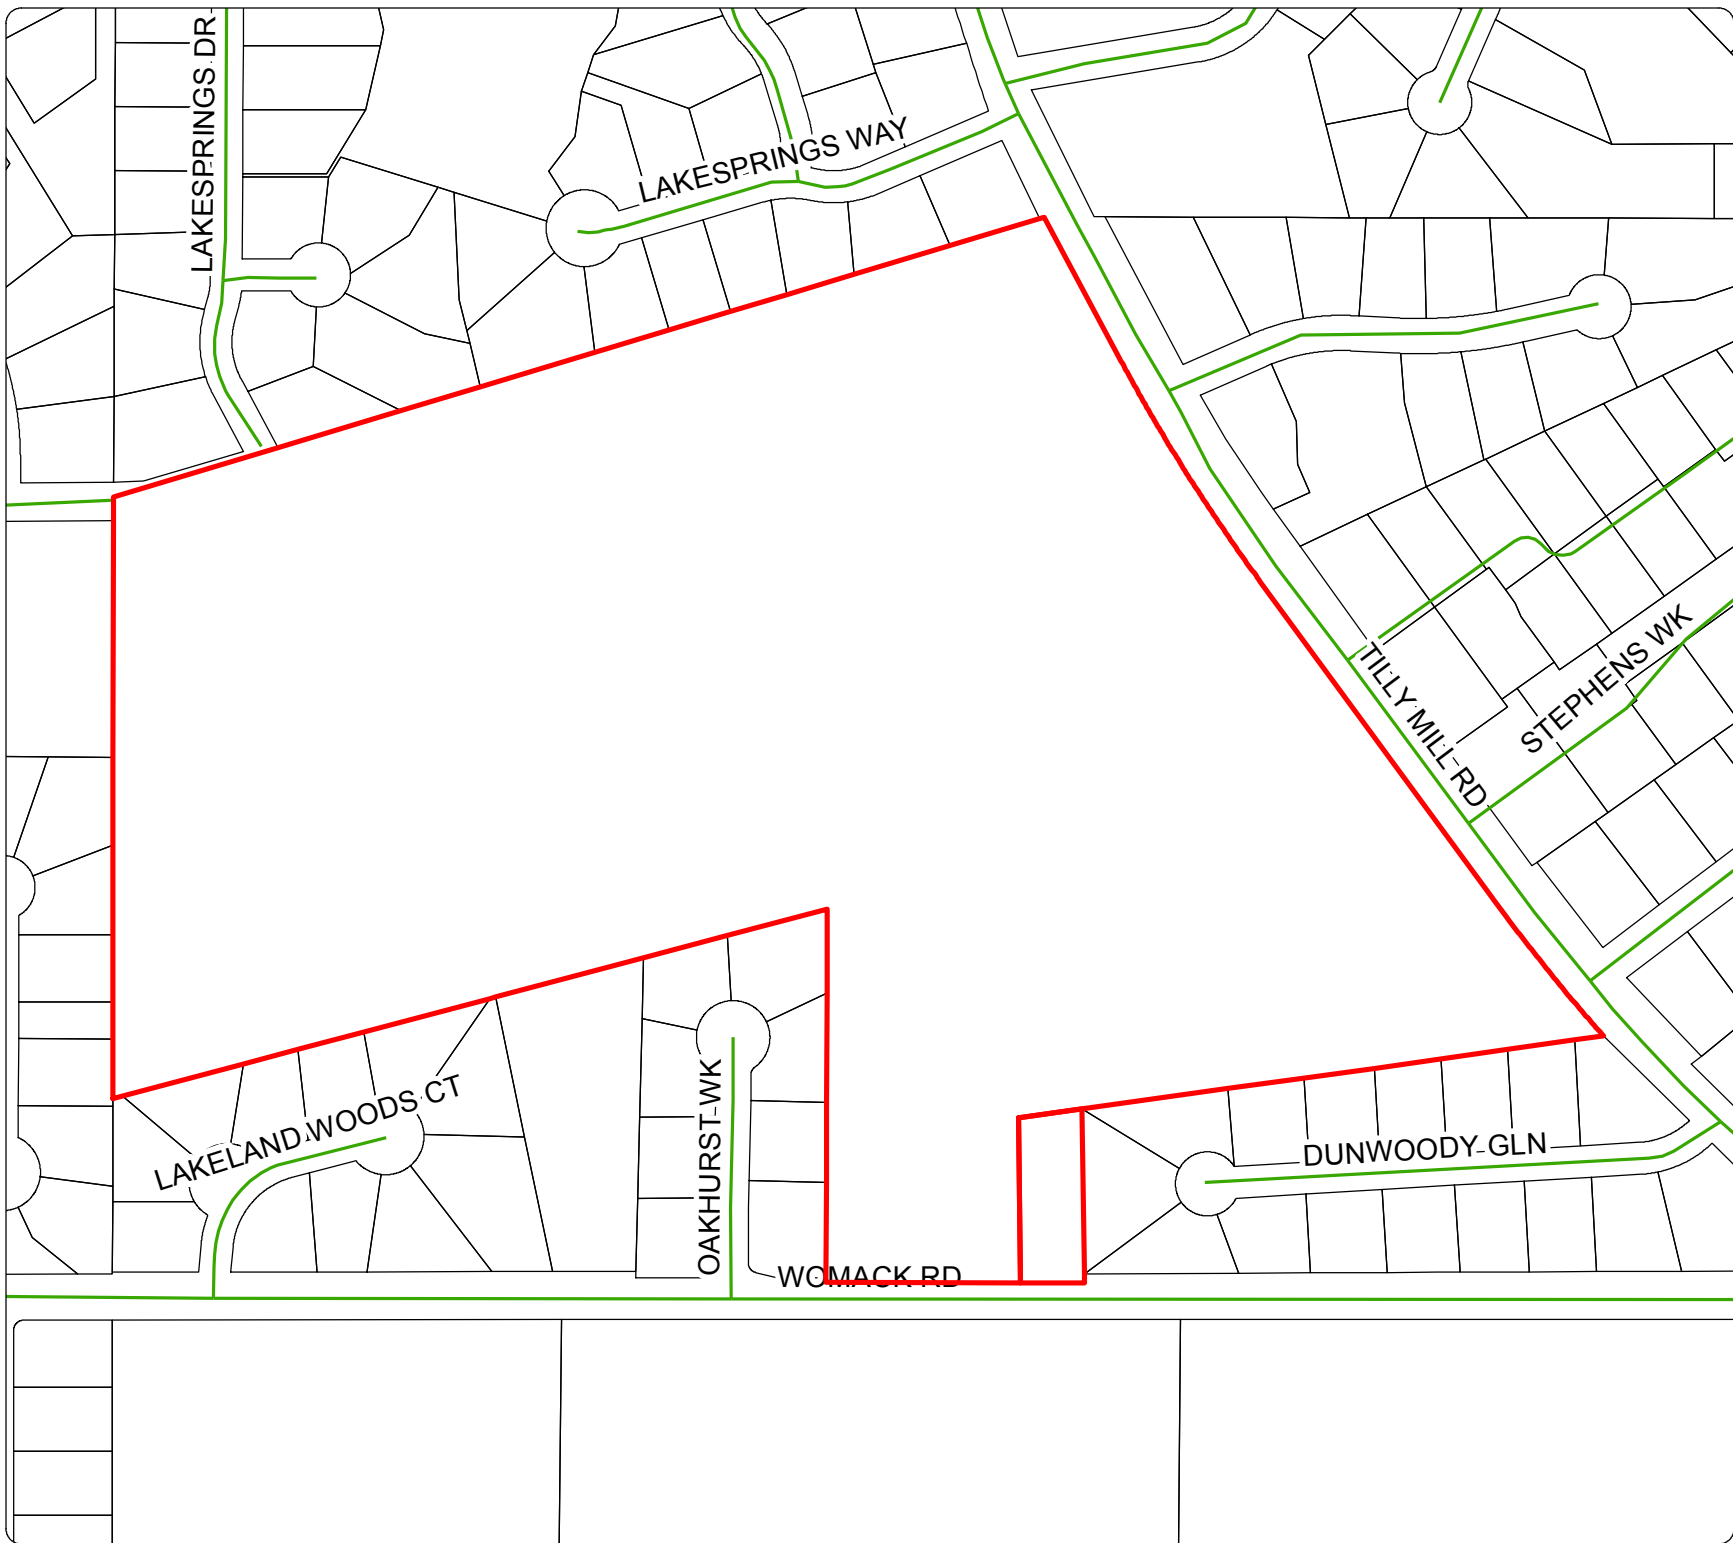 LAKESPRINGS DR
LAKESPRINGS WAY
STEPHENS WK
TILLY MILL RD
LAKELAND WOODS CT
OAKHURST WK
DUNWOODY GLN
WOMACK RD